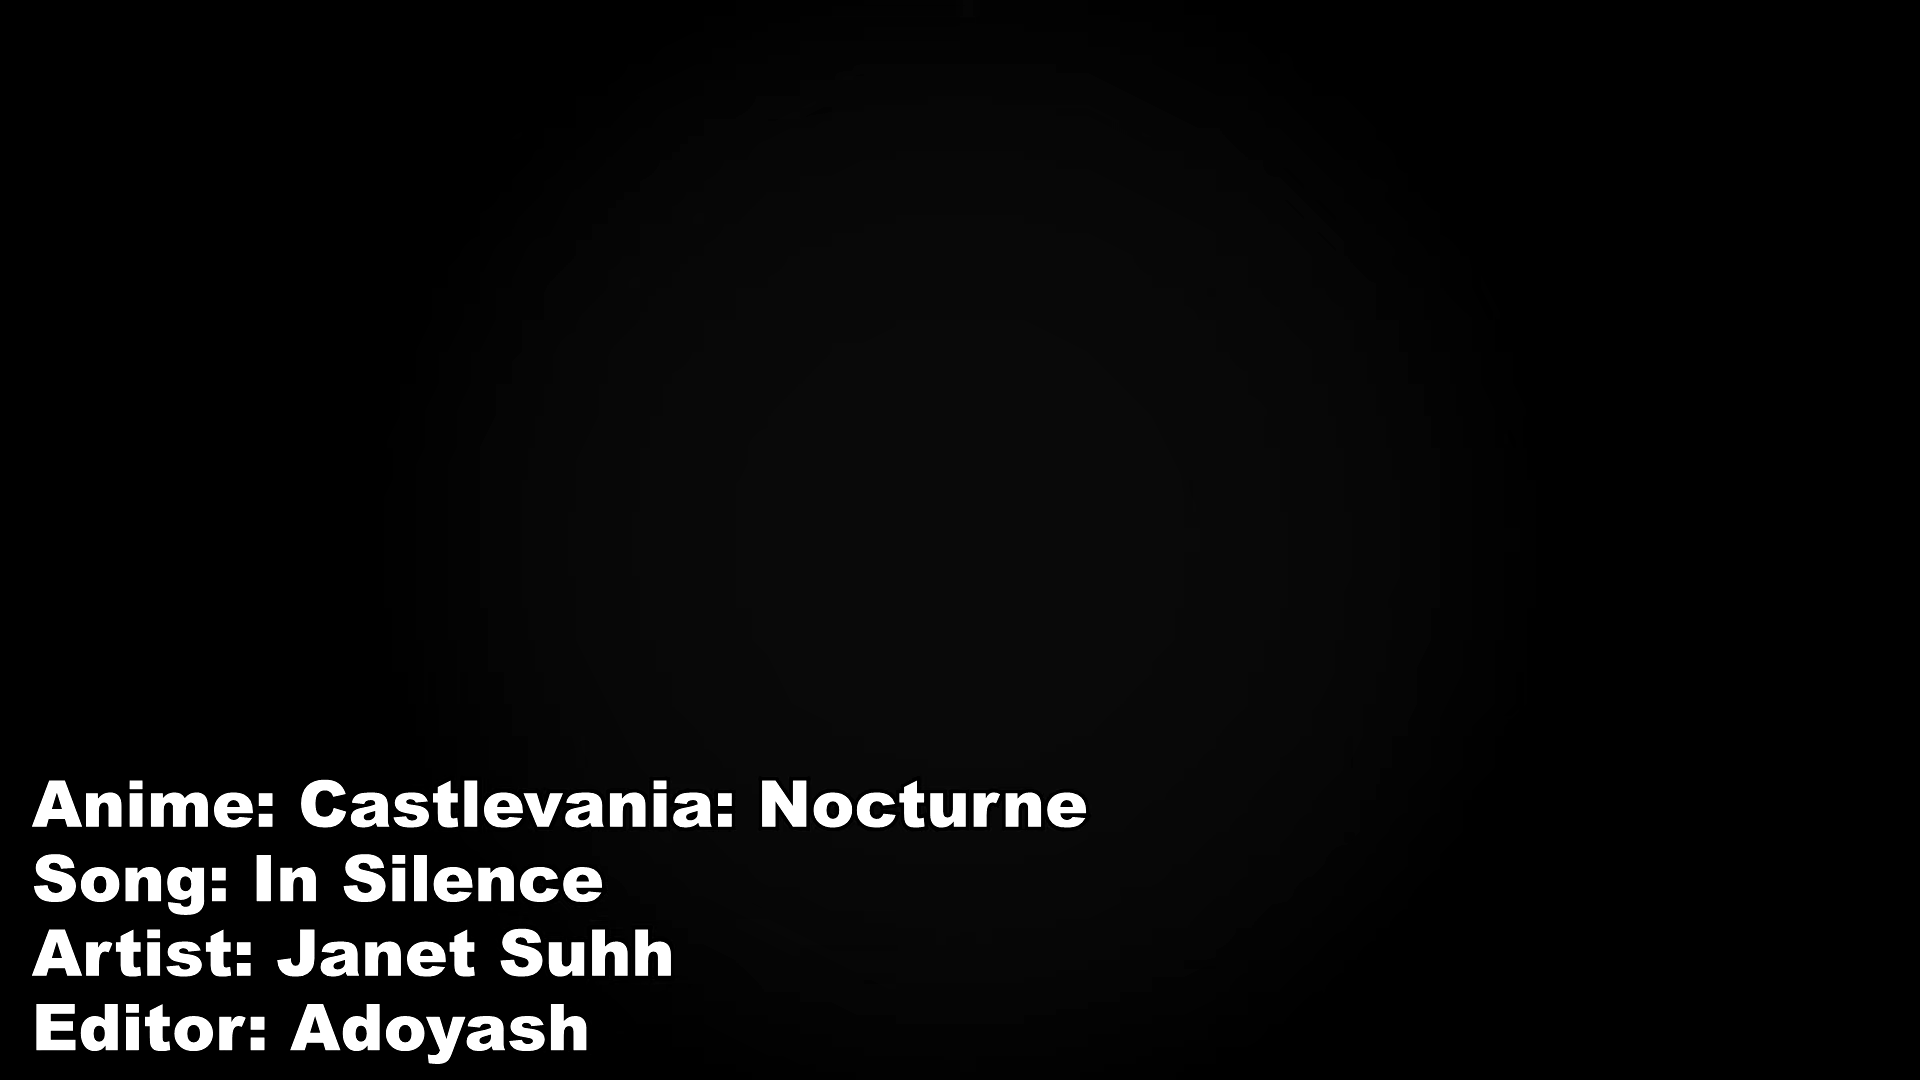 Anime: Castlevania: Nocturne
Song: In Silence
Artist: Janet Suhh
Editor: Adoyash